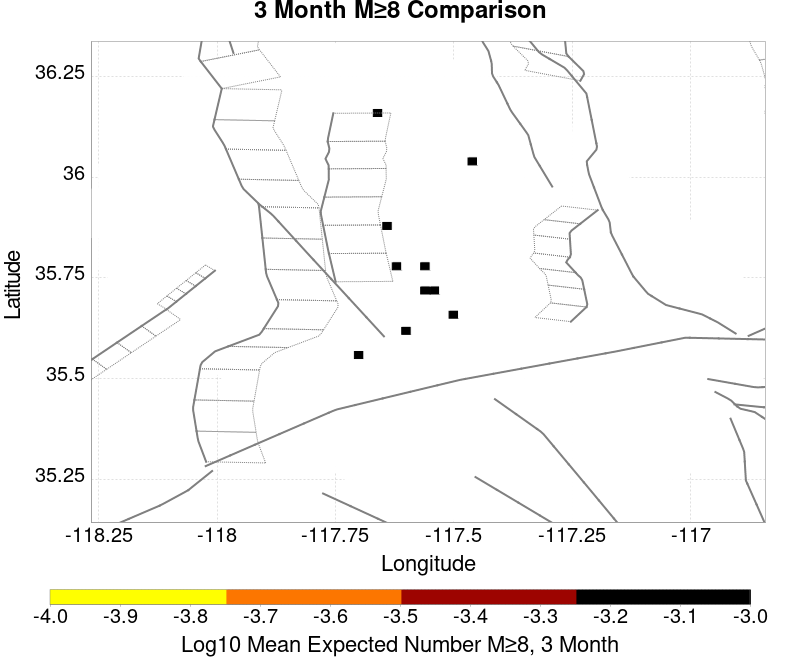 3 Month M≥8 Comparison
36.25
36
35.75
35.5
35.25
Latitude
-118.25 -118 -117.75 -117.5 -117.25 -117
Longitude
-4.0 -3.9 -3.8 -3.7 -3.6 -3.5 -3.4 -3.3 -3.2 -3.1 -3.0
Log10 Mean Expected Number M≥8, 3 Month